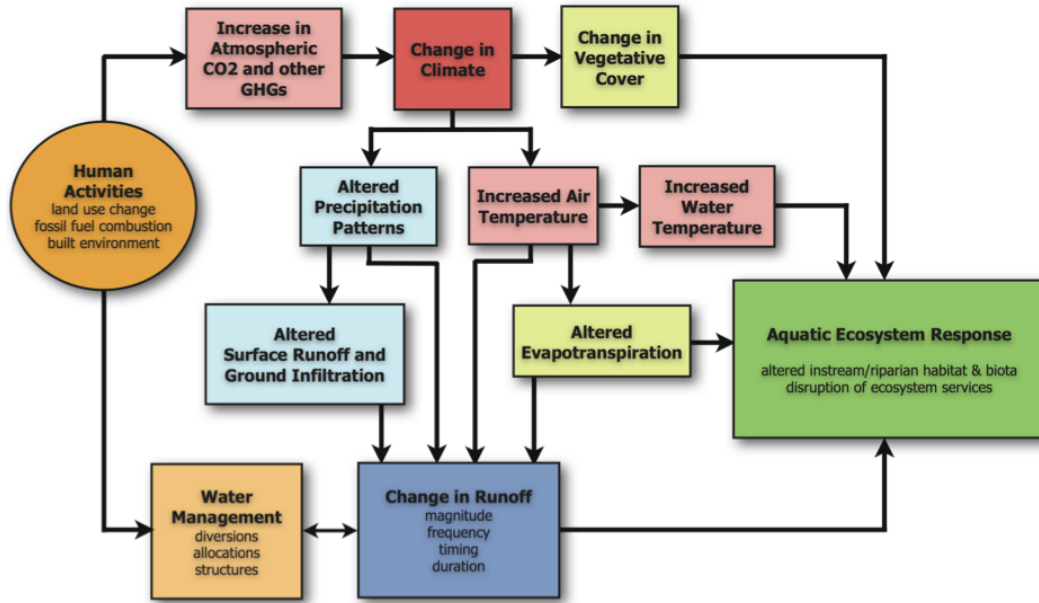 Increase in
Atmospheric
CO2 and other
GHGs
Change in
Climate
Change in
Vegetative
Cover
Human
Activities
land use change
fossil fuel combustion
built environment
Altered
Precipitation
Patterns
Increased Air
Temperature
Increased
Water
Temperature
Altered
Surface Runoff and
Ground Infiltration
Altered
Evapotranspiration
Aquatic Ecosystem Response
altered instream/riparian habitat & biota
disruption of ecosystem services
Water
Management
diversions
allocations
structures
Change in Runoff
magnitude
frequency
timing
duration